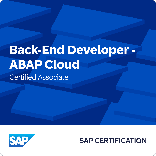 Back-End Developer -
ABAP Cloud
Certified Associate
SAP
SAP CERTIFICATION